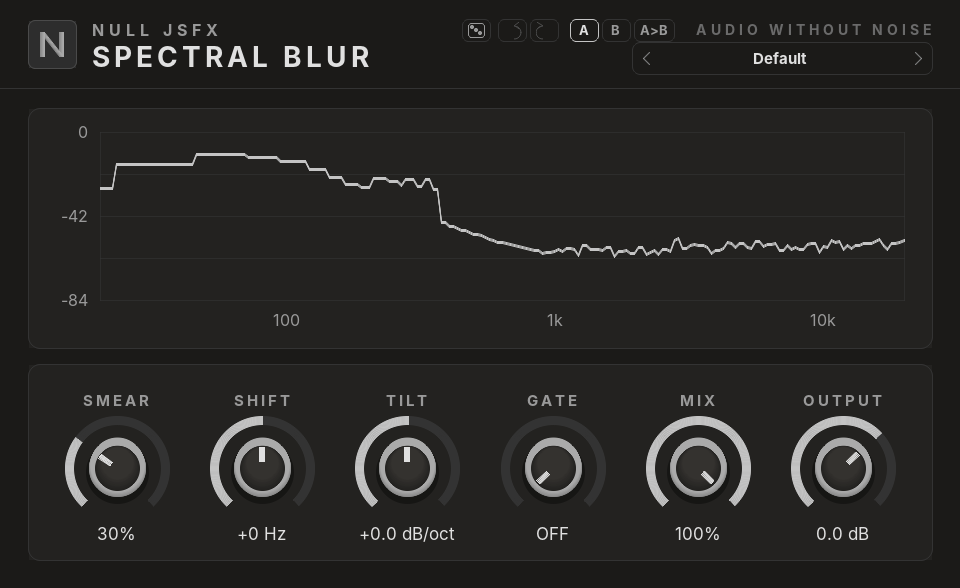 N
NULL JSFX
SPECTRAL BLUR
A B A>B
AUDIO WITHOUT NOISE
Default
0
-42
-84
100 1k 10k
SMEAR SHIFT TILT GATE MIX OUTPUT
30% +0 Hz +0.0 dB/oct OFF 100% 0.0 dB